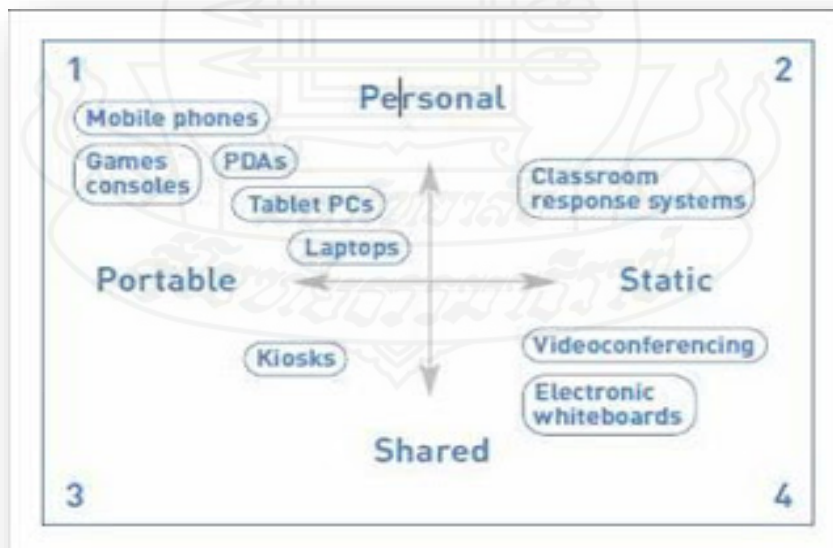 1
2
Personal
Mobile phones
Games
consoles
PDAs
Tablet PCs
Laptops
Classroom
response systems
Portable
Static
Kiosks
Videoconferencing
Electronic
whiteboards
Shared
3
4